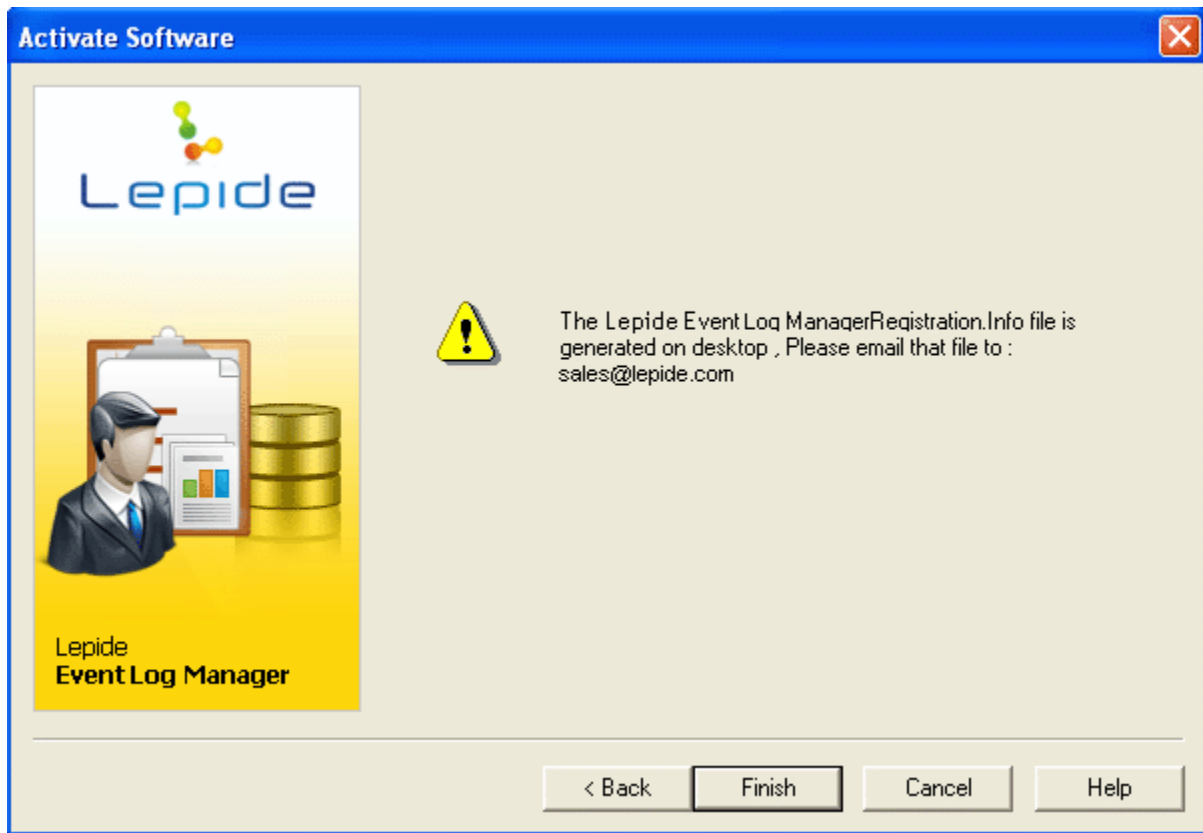 Activate Software
Lepide
Lepide
Event Log Manager
The Lepide Event Log ManagerRegistration.Info file is
generated on desktop , Please email that file to :
sales@lepide.com
< Back
Finish
Cancel
Help